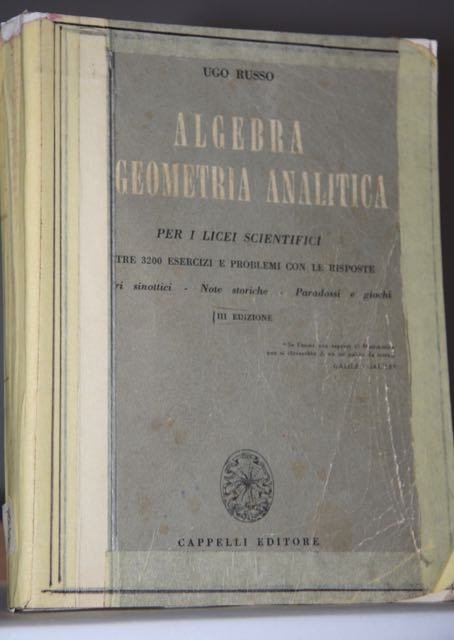 UGO RUSSO
ALGEBRA
GEOMETRIA ANALITICA
PER I LICEI SCIENTIFICI
TRE 3200 ESERCIZI E PROBLEMI CON LE RISPOSTE
ri sinottici - Note storiche - Paradossi e giochi
III EDIZIONE
CAPPELLI EDITORE